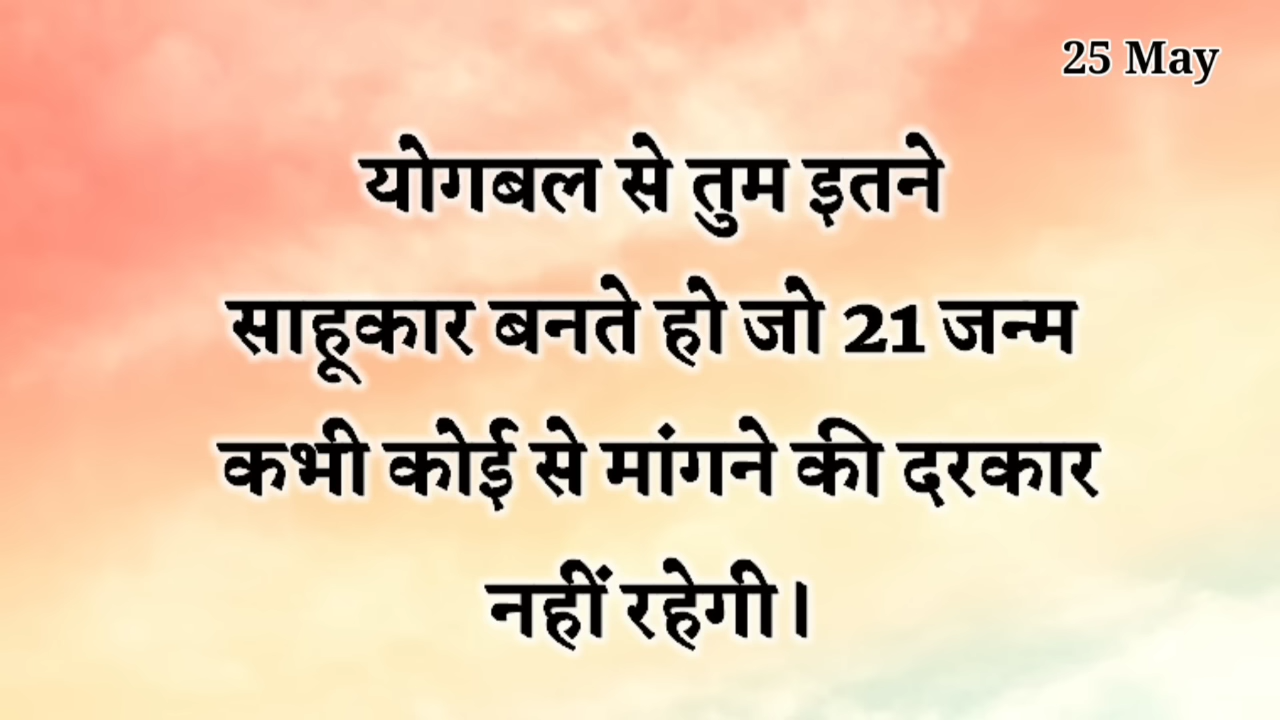 25 May
योगबल से तुम इतने
साहूकार बनते हो जो 21 जन्म
कभी कोई से मांगने की दरकार
नहीं रहेगी।